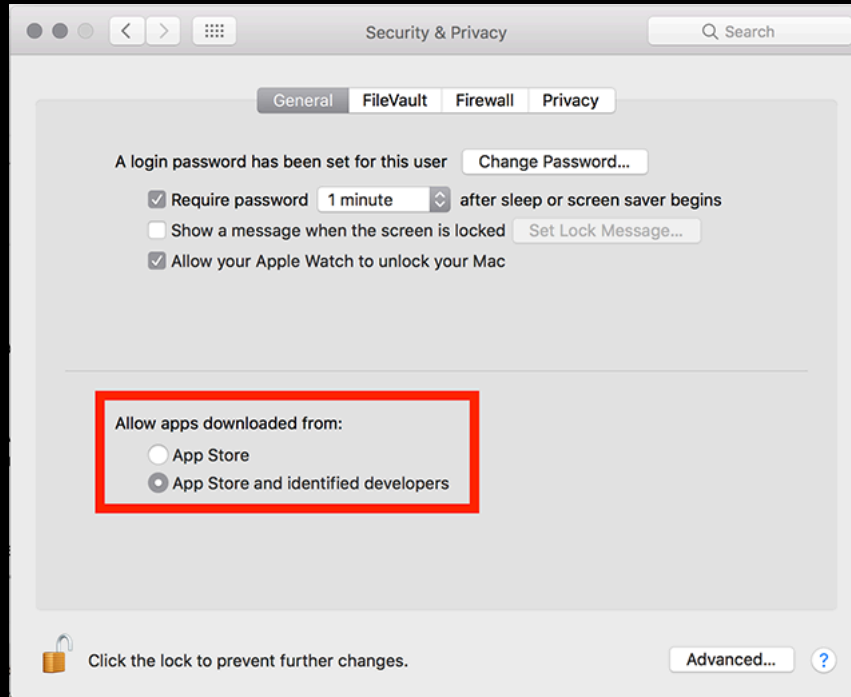 Security & Privacy
Search
General FileVault Firewall Privacy
A login password has been set for this user Change Password...
Require password 1 minute after sleep or screen saver begins
Show a message when the screen is locked Set Lock Message...
Allow your Apple Watch to unlock your Mac
Allow apps downloaded from:
App Store
App Store and identified developers
Click the lock to prevent further changes.
Advanced... ?